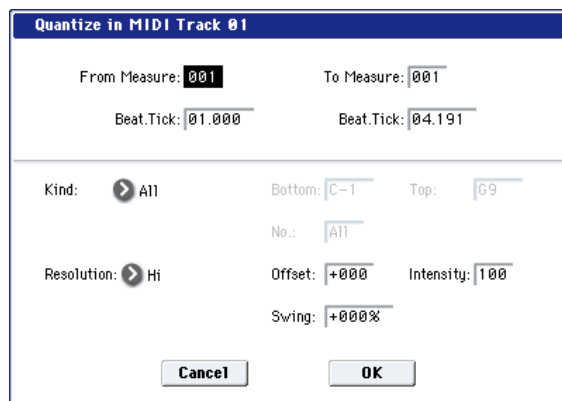 Quantize in MIDI Track 01
From Measure: 001 To Measure: 001
Beat.Tick: 01.000 Beat.Tick: 04.191
Kind: All Bottom: C-1 Top: G9
No.: All
Resolution: Hi Offset: +000 Intensity: 100
Swing: +000%
Cancel OK